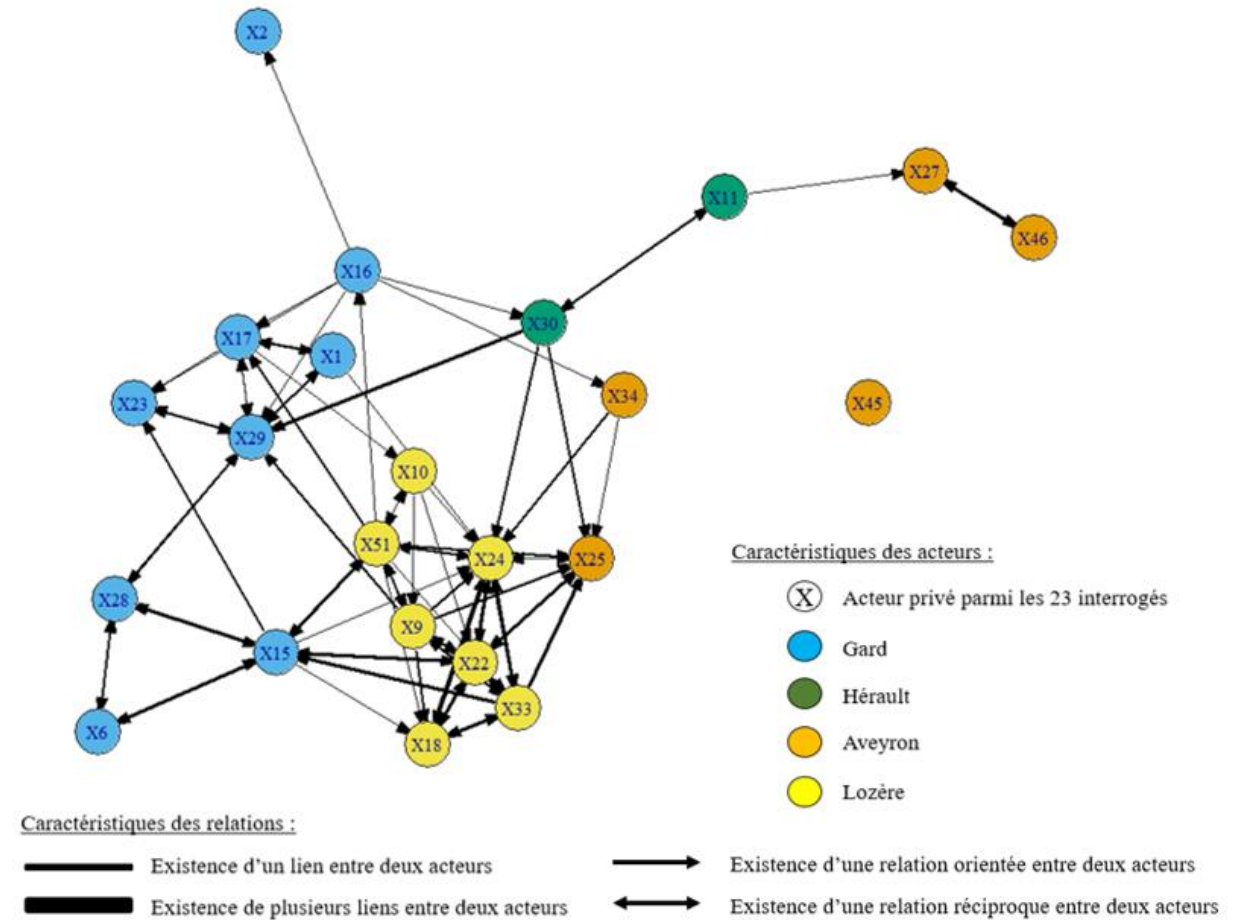 X2
X27
X11
X46
X16
X30
X17
X1
X34
X23
X45
X29
X10
X51
X24
X25
X28
X9
X15
X22
X33
X6
X18
Caractéristiques des acteurs :
X Acteur privé parmi les 23 interrogés
Gard
Hérault
Aveyron
Lozère
Caractéristiques des relations :
Existence d'un lien entre deux acteurs
Existence d'une relation orientée entre deux acteurs
Existence de plusieurs liens entre deux acteurs
Existence d'une relation réciproque entre deux acteurs